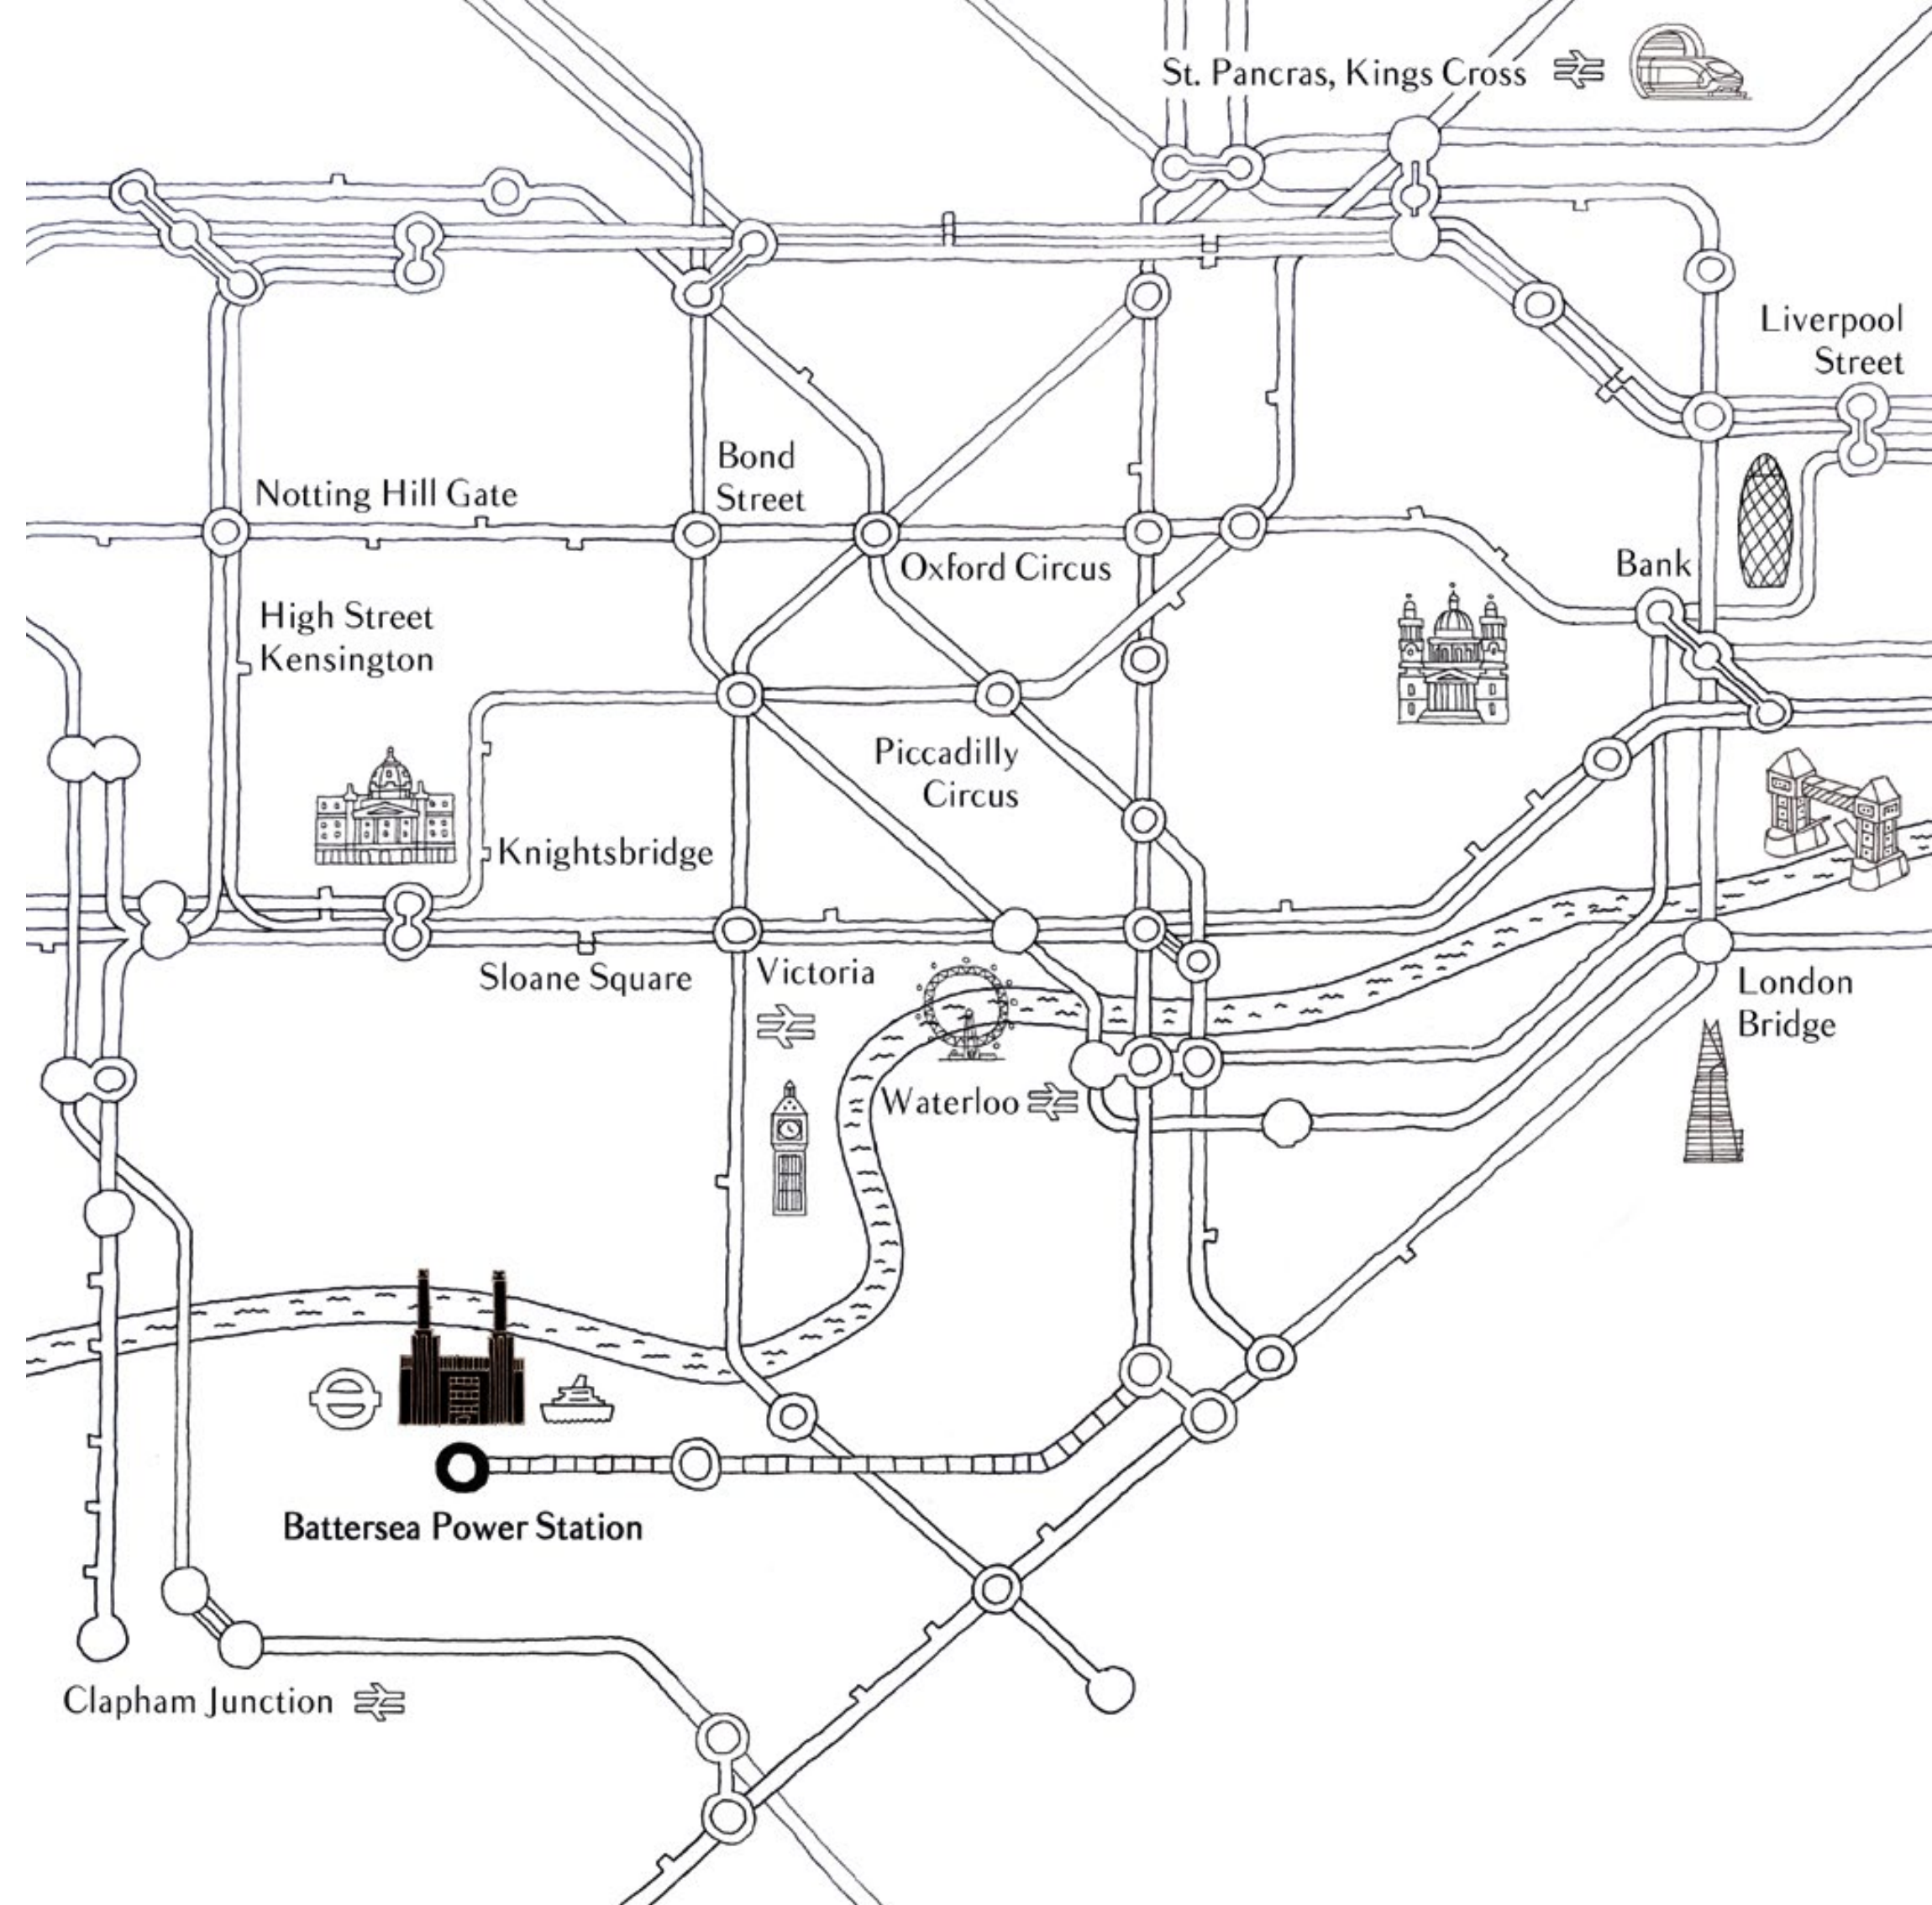 St. Pancras, Kings Cross
Liverpool
Street
Bond
Street
Notting Hill Gate
Oxford Circus
Bank
High Street
Kensington
Piccadilly
Circus
Knightsbridge
Sloane Square
Victoria
London
Bridge
Waterloo
Battersea Power Station
Clapham Junction